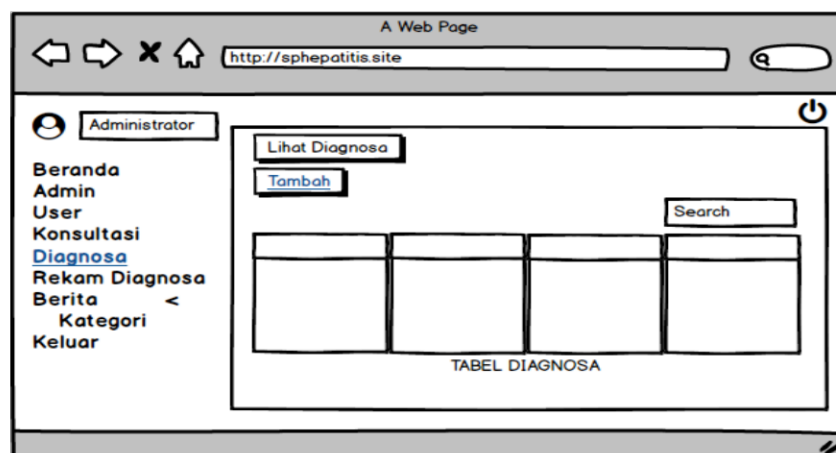 A Web Page
http://sphepatitis.site
Administrator
Beranda
Admin
User
Konsultasi
Diagnosa
Rekam Diagnosa
Berita <
Kategori
Keluar
Lihat Diagnosa
Tambah
Search
TABEL DIAGNOSA